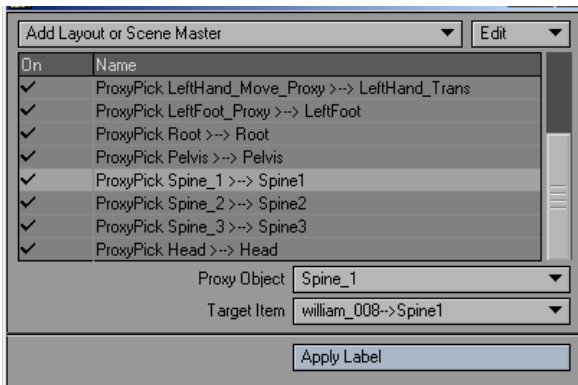 Add Layout or Scene Master Edit
On Name
ProxyPick LeftHand_Move_Proxy >--> LeftHand_Trans
ProxyPick LeftFoot_Proxy >--> LeftFoot
ProxyPick Root >--> Root
ProxyPick Pelvis >--> Pelvis
ProxyPick Spine_1 >--> Spine1
ProxyPick Spine_2 >--> Spine2
ProxyPick Spine_3 >--> Spine3
ProxyPick Head >--> Head
Proxy Object Spine_1
Target Item william_008-->Spine1
Apply Label